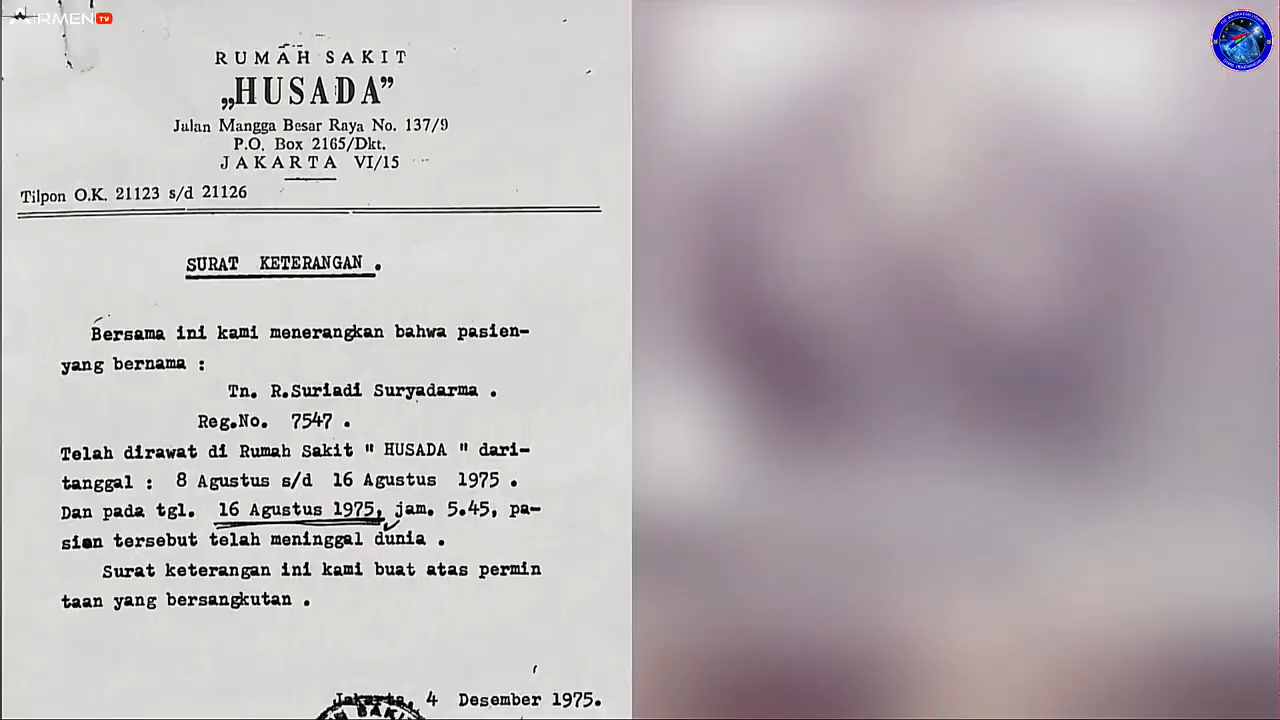 AIRMEN TV
RUMAH SAKIT
„HUSADA”
Jalan Mangga Besar Raya No. 137/9
P.O. Box 2165/Dkt.
JAKARTA VI/15
Tilpon O.K. 21123 s/d 21126
SURAT KETERANGAN .
Bersama ini kami menerangkan bahwa pasien-
yang bernama :
Tn. R.Suriadi Suryadarma .
Reg.No. 7547 .
Telah dirawat di Rumah Sakit " HUSADA " dari-
tanggal : 8 Agustus s/d 16 Agustus 1975 .
Dan pada tgl. 16 Agustus 1975, jam. 5.45, pa-
sien tersebut telah meninggal dunia .
Surat keterangan ini kami buat atas permin
taan yang bersangkutan .
Jakarta, 4 Desember 1975.